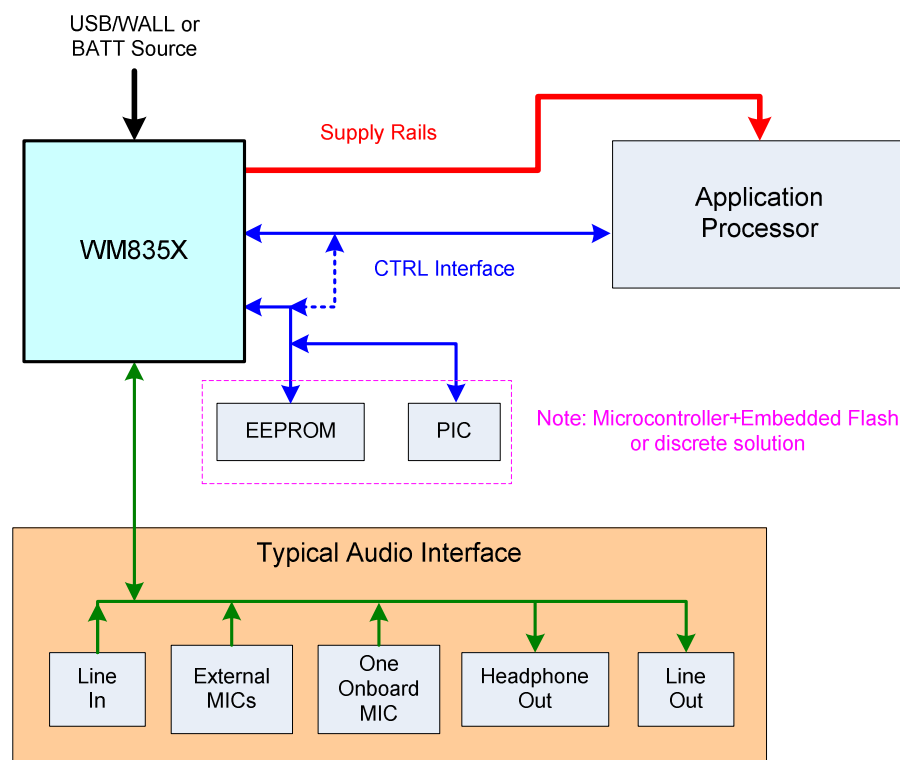 USB/WALL or
BATT Source
Supply Rails
Application
Processor
WM835X
CTRL Interface
EEPROM
PIC
Note: Microcontroller+Embedded Flash
or discrete solution
Typical Audio Interface
Line
In
External
MICs
One
Onboard
MIC
Headphone
Out
Line
Out